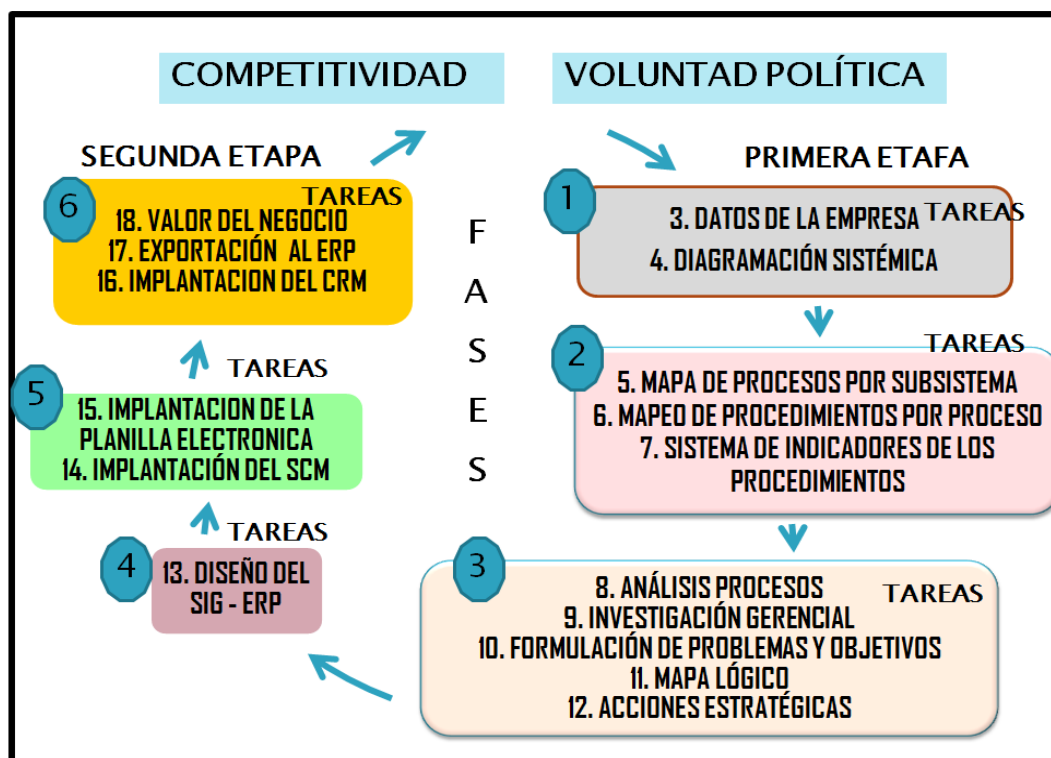 COMPETITIVIDAD
VOLUNTAD POLÍTICA
SEGUNDA ETAPA
PRIMERA ETAFA
FASSES
1
TAREAS
3. DATOS DE LA EMPRESA
4. DIAGRAMACIÓN SISTÉMICA
2
TAREAS
5. MAPA DE PROCESOS POR SUBSISTEMA
6. MAPEO DE PROCEDIMIENTOS POR PROCESO
7. SISTEMA DE INDICADORES DE LOS
PROCEDIMIENTOS
3
TAREAS
8. ANÁLISIS PROCESOS
9. INVESTIGACIÓN GERENCIAL
10. FORMULACIÓN DE PROBLEMAS Y OBJETIVOS
11. MAPA LÓGICO
12. ACCIONES ESTRATÉGICAS
4
TAREAS
13. DISEÑO DEL
SIG - ERP
5
TAREAS
15. IMPLANTACION DE LA
PLANILLA ELECTRONICA
14. IMPLANTACIÓN DEL SCM
6
TAREAS
18. VALOR DEL NEGOCIO
17. EXPORTACIÓN AL ERP
16. IMPLANTACION DEL CRM